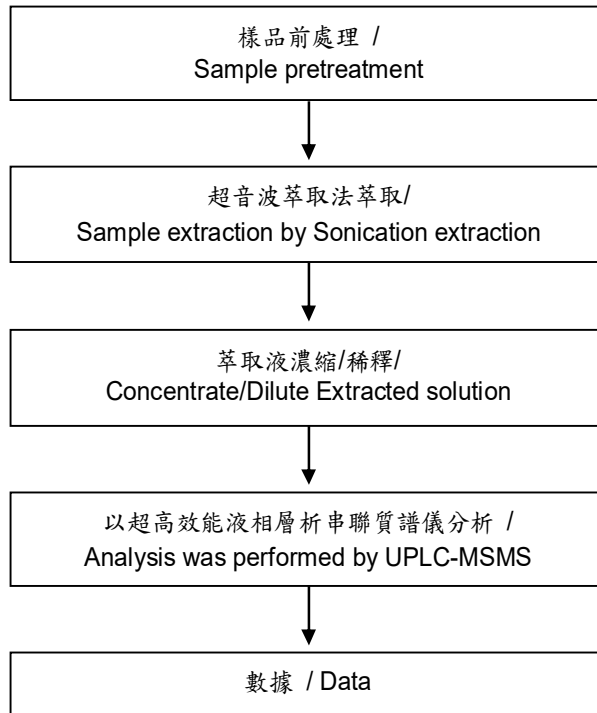 樣品前處理 /
Sample pretreatment
超音波萃取法萃取/
Sample extraction by Sonication extraction
萃取液濃縮/稀釋/
Concentrate/Dilute Extracted solution
以超高效能液相層析串聯質譜儀分析 /
Analysis was performed by UPLC-MSMS
數據 / Data